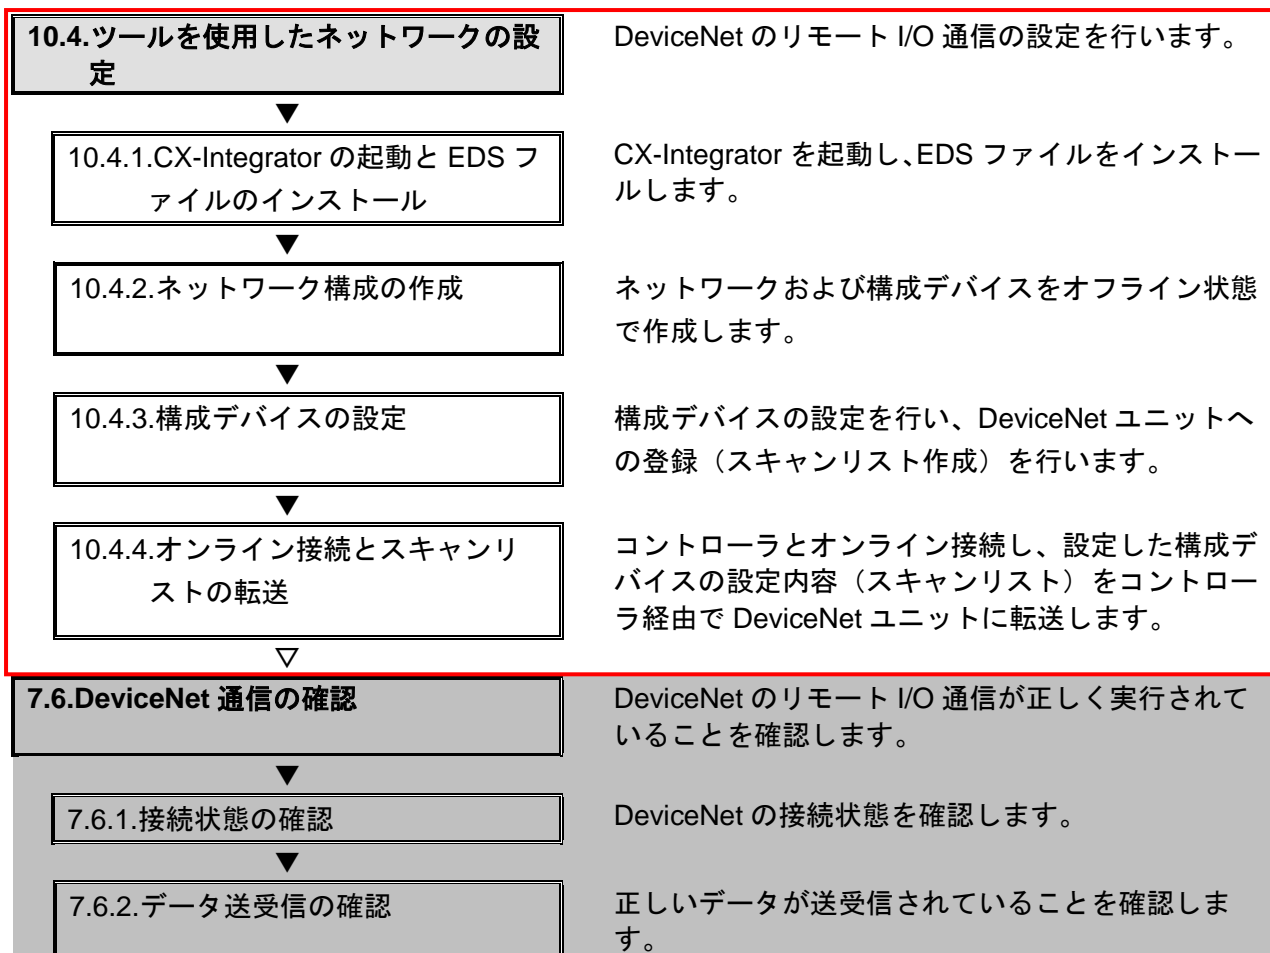 10.4.ツールを使用したネットワークの設
定
DeviceNet のリモート I/O 通信の設定を行います。
▼
10.4.1.CX-Integrator の起動と EDS フ
ァイルのインストール
CX-Integrator を起動し、EDS ファイルをインストー
ルします。
▼
10.4.2.ネットワーク構成の作成
ネットワークおよび構成デバイスをオフライン状態
で作成します。
▼
10.4.3.構成デバイスの設定
構成デバイスの設定を行い、DeviceNet ユニットへ
の登録（スキャンリスト作成）を行います。
▼
10.4.4.オンライン接続とスキャンリ
ストの転送
コントローラとオンライン接続し、設定した構成デ
バイスの設定内容（スキャンリスト）をコントロー
ラ経由で DeviceNet ユニットに転送します。
▽
7.6.DeviceNet 通信の確認
DeviceNet のリモート I/O 通信が正しく実行されて
いることを確認します。
▼
7.6.1.接続状態の確認
DeviceNet の接続状態を確認します。
▼
7.6.2.データ送受信の確認
正しいデータが送受信されていることを確認しま
す。